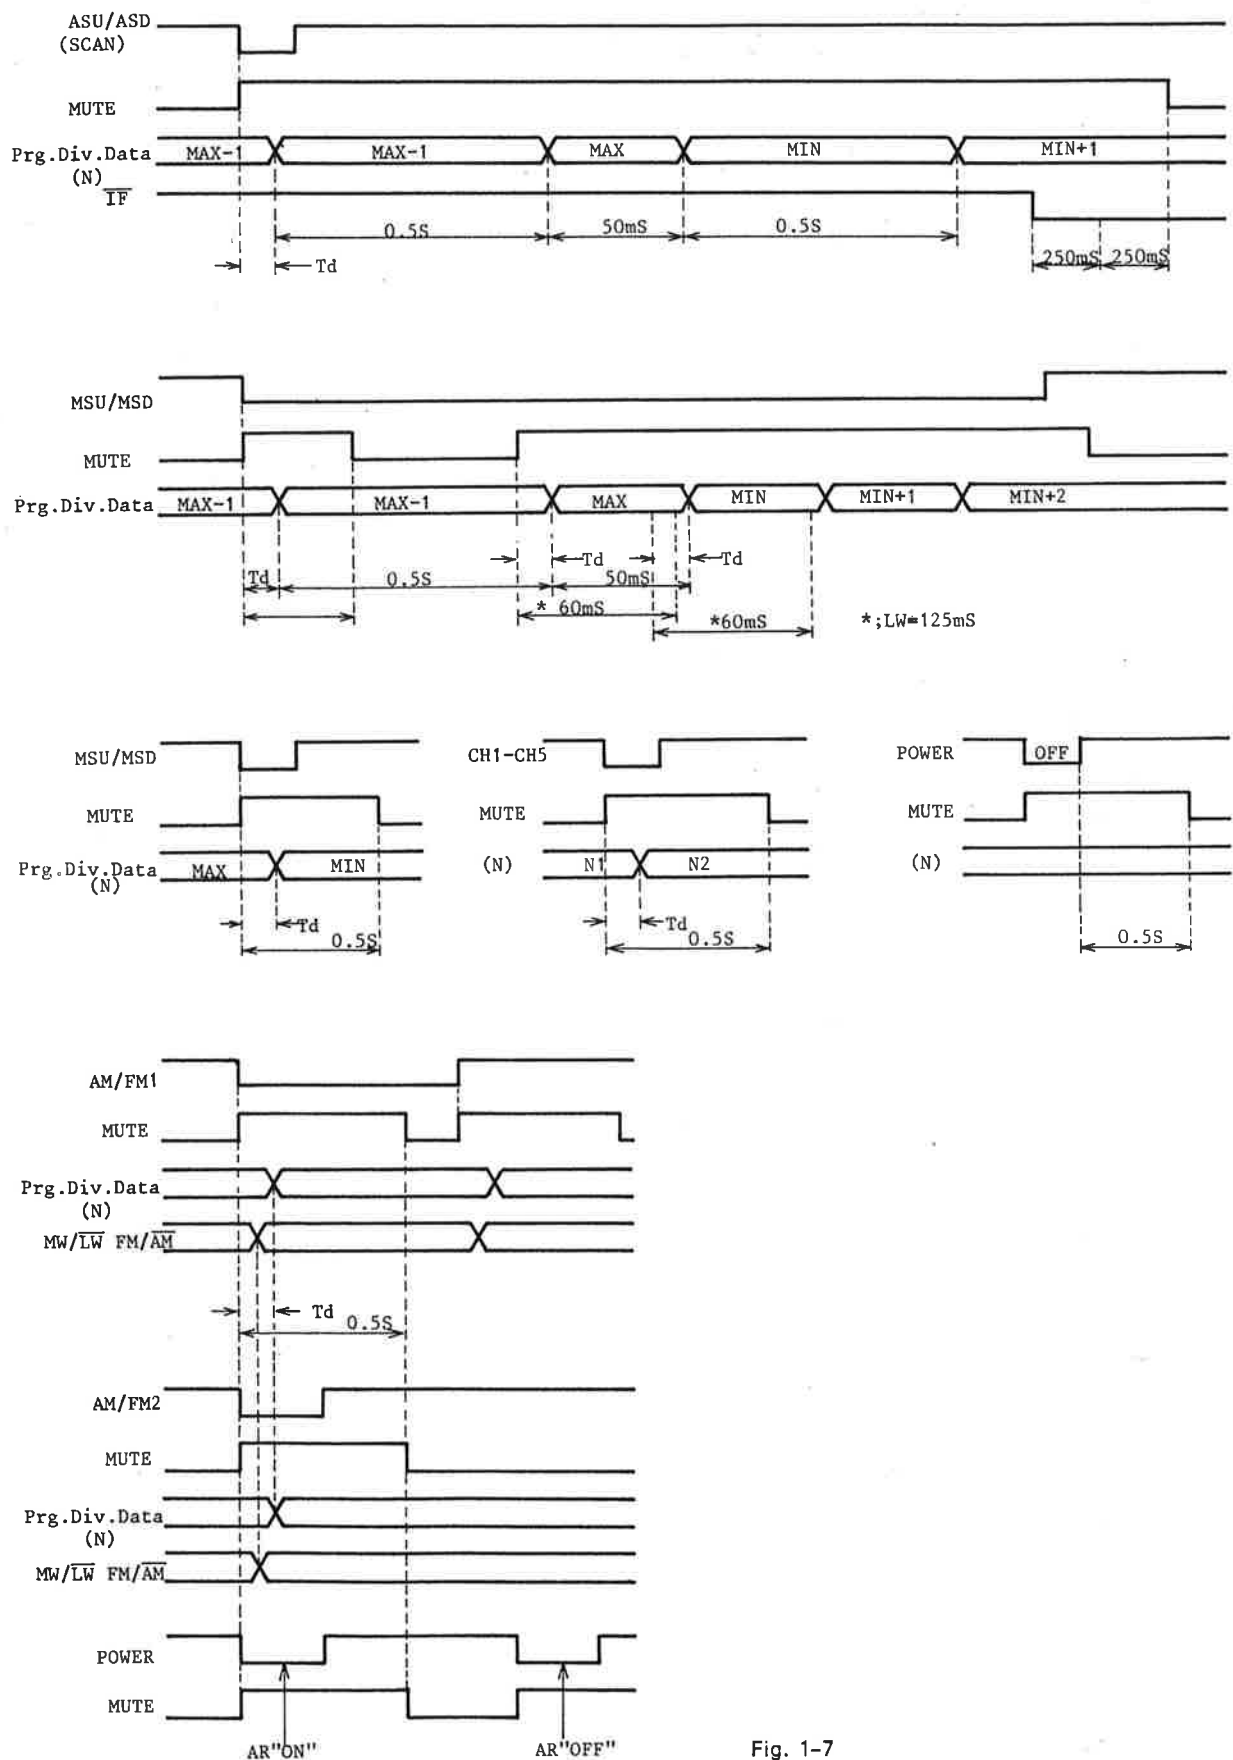 ASU/ASD
(SCAN)
MUTE
Prg.Div.Data
(N)
MAX-1 MAX-1 MAX MIN MIN+1
IF
0.5S 50mS 0.5S
Td
250mS 250mS
MSU/MSD
MUTE
Prg.Div.Data MAX-1 MAX-1 MAX MIN MIN+1 MIN+2
Td Td
Td 0.5S 50mS
* 60mS
*60mS
*;LW=125mS
MSU/MSD
MUTE
Prg.Div.Data
(N)
MAX MIN
Td
0.5S
CH1-CH5
MUTE
(N) N1 N2
Td
0.5S
POWER OFF
MUTE
(N)
0.5S
AM/FM1
MUTE
Prg.Div.Data
(N)
MW/LW FM/AM
Td
0.5S
AM/FM2
MUTE
Prg.Div.Data
(N)
MW/LW FM/AM
POWER
MUTE
AR"ON" AR"OFF"
Fig. 1-7